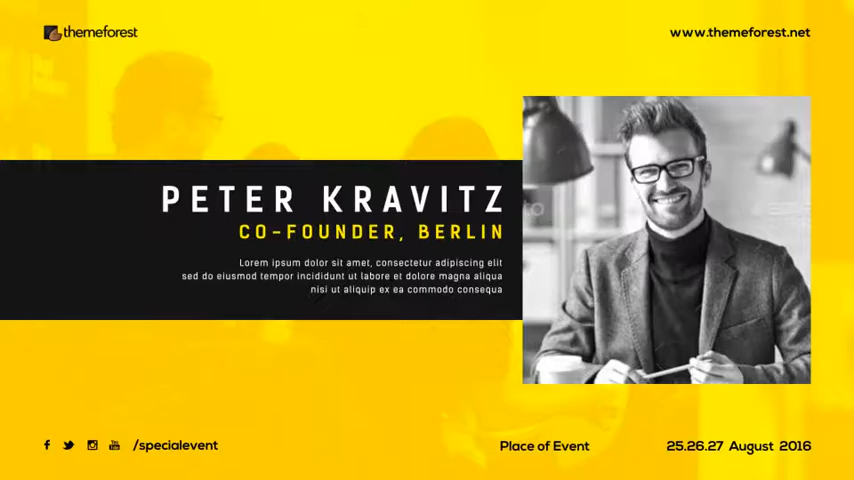 themeforest
www.themeforest.net
PETER KRAVITZ
CO-FOUNDER, BERLIN
Lorem ipsum dolor sit amet, consectetur adipiscing elit
sed do eiusmod tempor incididunt ut labore et dolore magna aliqua
nisi ut aliquip ex ea commodo consequa
/specialevent
Place of Event
25.26.27 August 2016